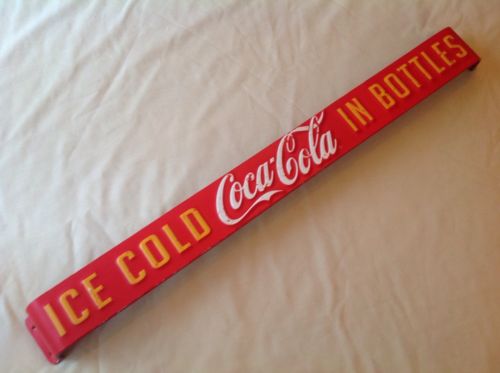 ICE COLD Coca-Cola IN BOTTLES